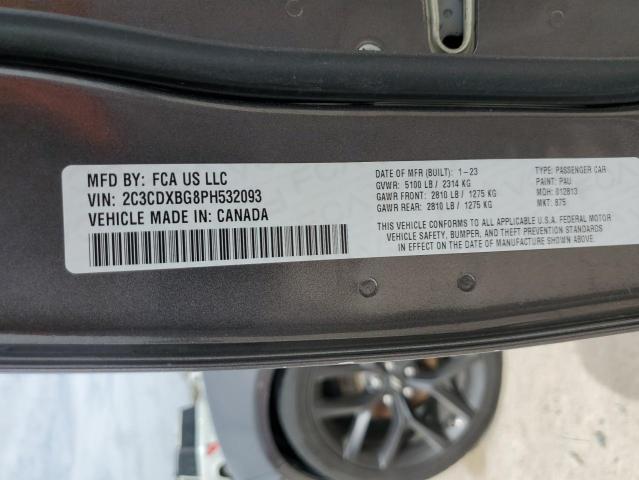 MFD BY: FCA US LLC
VIN: 2C3CDXBG8PH532093
VEHICLE MADE IN: CANADA
DATE OF MFR (BUILT): 1-23
GVWR: 5100 LB / 2314 KG
GAWR FRONT: 2810 LB / 1275 KG
GAWR REAR: 2810 LB / 1275 KG
TYPE: PASSENGER CAR
PAINT: PAU
MDH: 012813
MKT: 875
THIS VEHICLE CONFORMS TO ALL APPLICABLE U.S.A. FEDERAL MOTOR
VEHICLE SAFETY, BUMPER, AND THEFT PREVENTION STANDARDS
IN EFFECT ON THE DATE OF MANUFACTURE SHOWN ABOVE.